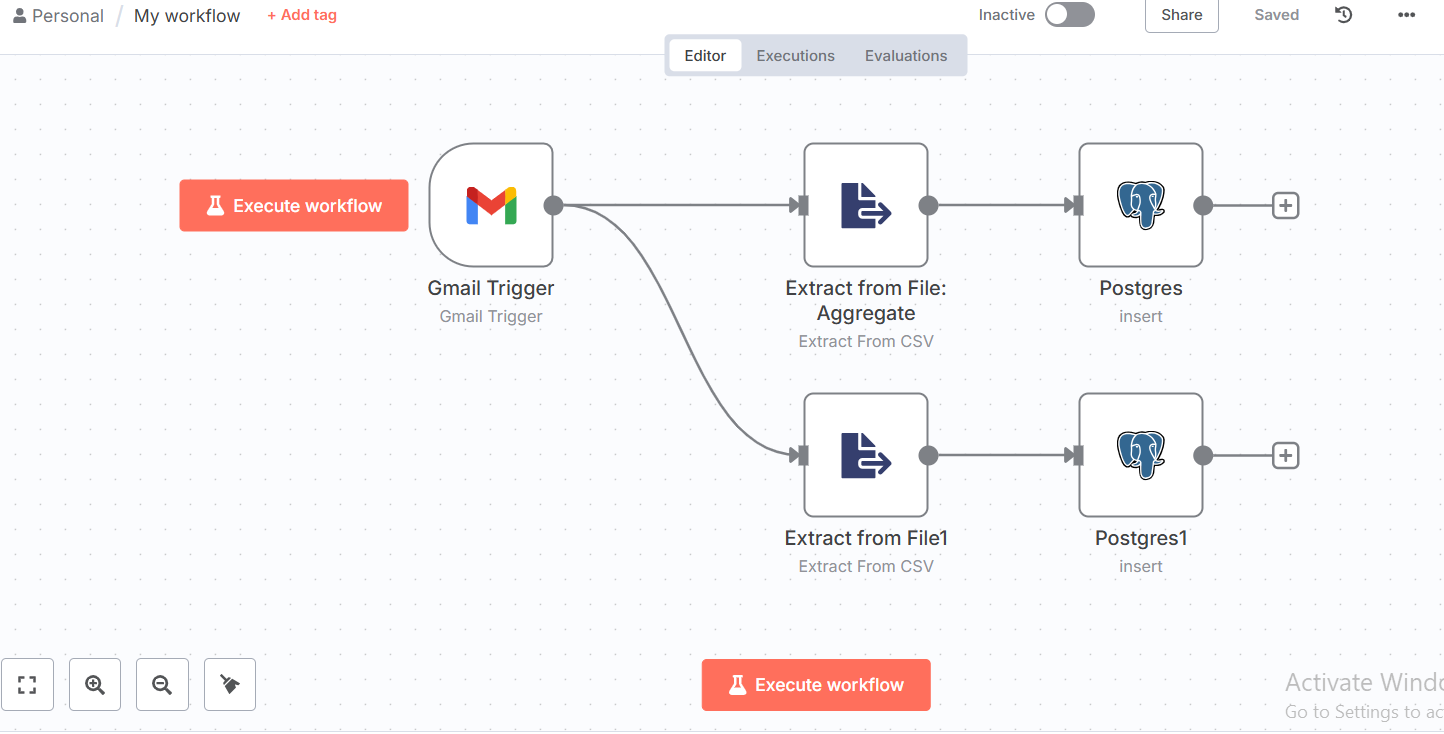 Personal / My workflow + Add tag Inactive Share Saved
Editor Executions Evaluations
Execute workflow
Gmail Trigger
Gmail Trigger
Extract from File:
Aggregate
Extract From CSV
Postgres
insert
Extract from File1
Extract From CSV
Postgres1
insert
Execute workflow
Activate Windo
Go to Settings to ac